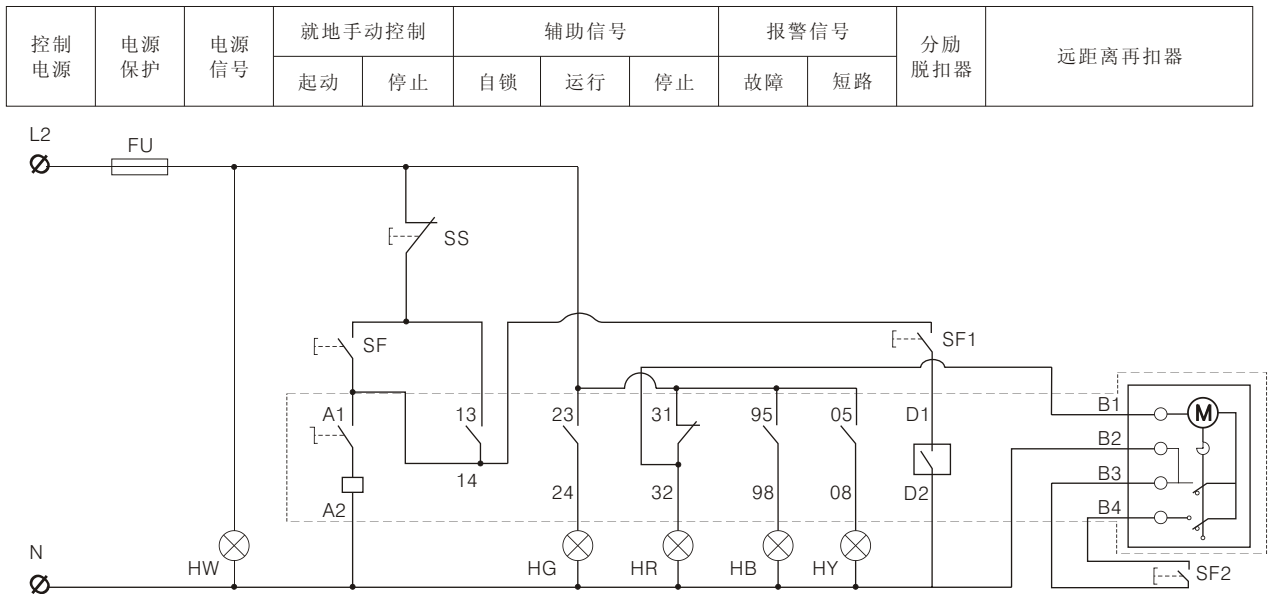 控制
电源
电源
保护
电源
信号
就地手动控制
起动
停止
辅助信号
自锁
运行
停止
报警信号
故障
短路
分励
脱扣器
远距离再扣器
L2
FU
SS
SF
SF1
A1
13
23
31
95
05
D1
B1
M
B2
B3
B4
14
24
32
98
08
D2
A2
N
HW
HG
HR
HB
HY
SF2